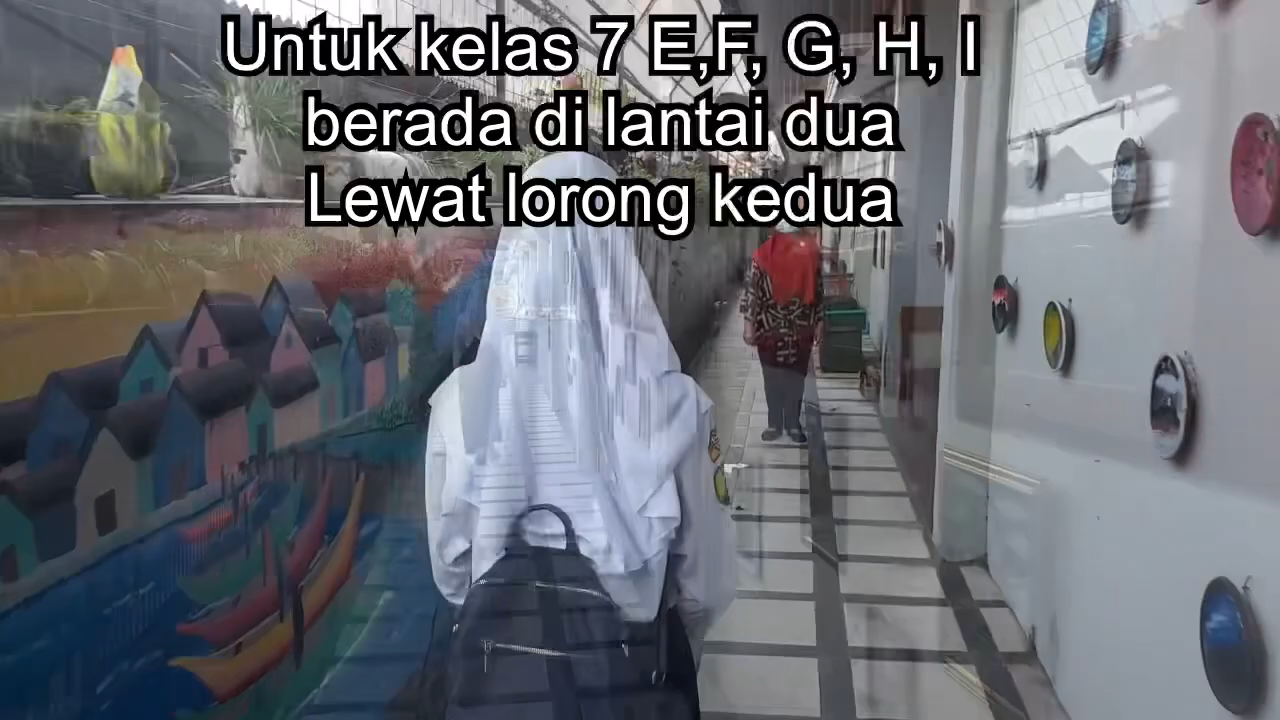 Untuk kelas 7 E,F, G, H, I
berada di lantai dua
Lewat lorong kedua